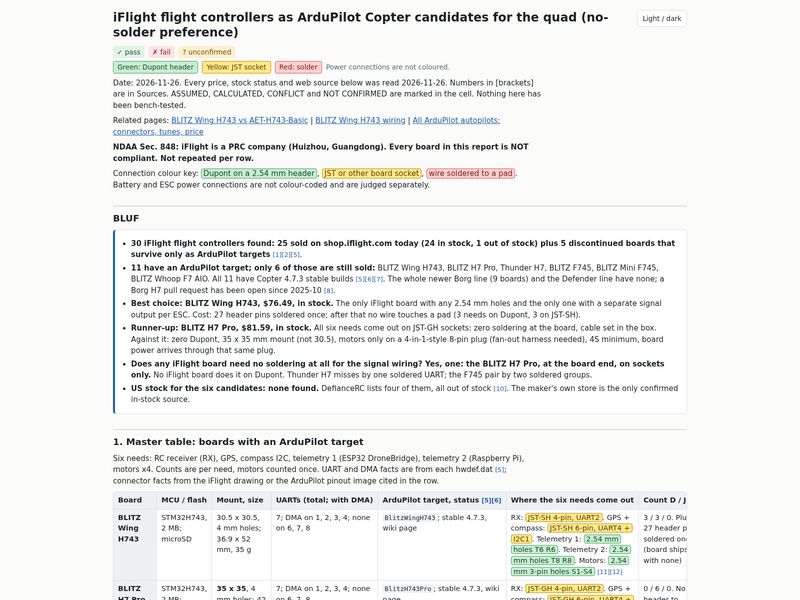 iFlight flight controllers as ArduPilot Copter candidates for the quad (no-
solder preference)
Light / dark
✓ pass ✗ fail ? unconfirmed
Green: Dupont header Yellow: JST socket Red: solder Power connections are not coloured.
Date: 2026-11-26. Every price, stock status and web source below was read 2026-11-26. Numbers in [brackets]
are in Sources. ASSUMED, CALCULATED, CONFLICT and NOT CONFIRMED are marked in the cell. Nothing here has
been bench-tested.
Related pages: BLITZ Wing H743 vs AET-H743-Basic | BLITZ Wing H743 wiring | All ArduPilot autopilots:
connectors, tunes, price
NDAA Sec. 848: iFlight is a PRC company (Huizhou, Guangdong). Every board in this report is NOT
compliant. Not repeated per row.
Connection colour key: Dupont on a 2.54 mm header, JST or other board socket, wire soldered to a pad.
Battery and ESC power connections are not colour-coded and are judged separately.
BLUF
• 30 iFlight flight controllers found: 25 sold on shop.iflight.com today (24 in stock, 1 out of stock) plus 5 discontinued boards that
survive only as ArduPilot targets [1][2][5].
• 11 have an ArduPilot target; only 6 of those are still sold: BLITZ Wing H743, BLITZ H7 Pro, Thunder H7, BLITZ F745, BLITZ Mini F745,
BLITZ Whoop F7 AIO. All 11 have Copter 4.7.3 stable builds [5][6][7]. The whole newer Borg line (9 boards) and the Defender line have none; a
Borg H7 pull request has been open since 2025-10 [8].
• Best choice: BLITZ Wing H743, $76.49, in stock. The only iFlight board with any 2.54 mm holes and the only one with a separate signal
output per ESC. Cost: 27 header pins soldered once; after that no wire touches a pad (3 needs on Dupont, 3 on JST-SH).
• Runner-up: BLITZ H7 Pro, $81.59, in stock. All six needs come out on JST-GH sockets: zero soldering at the board, cable set in the box.
Against it: zero Dupont, 35 x 35 mm mount (not 30.5), motors only on a 4-in-1-style 8-pin plug (fan-out harness needed), 4S minimum, board
power arrives through that same plug.
• Does any iFlight board need no soldering at all for the signal wiring? Yes, one: the BLITZ H7 Pro, at the board end, on sockets
only. No iFlight board does it on Dupont. Thunder H7 misses by one soldered UART; the F745 pair by two soldered groups.
• US stock for the six candidates: none found. DefianceRC lists four of them, all out of stock [10]. The maker's own store is the only confirmed
in-stock source.
1. Master table: boards with an ArduPilot target
Six needs: RC receiver (RX), GPS, compass I2C, telemetry 1 (ESP32 DroneBridge), telemetry 2 (Raspberry Pi),
motors x4. Counts are per need, motors counted once. UART and DMA facts are from each hwdef.dat [5];
connector facts from the iFlight drawing or the ArduPilot pinout image cited in the row.
Board MCU / flash Mount, size UARTs (total; with DMA) ArduPilot target, status [5][6] Where the six needs come out Count D / J
BLITZ
Wing
H743
STM32H743,
2 MB;
microSD
30.5 x 30.5,
4 mm holes;
36.9 x 52
mm, 35 g
7; DMA on 1, 2, 3, 4; none
on 6, 7, 8
BlitzWingH743; stable 4.7.3,
wiki page
RX: JST-SH 4-pin, UART2. GPS +
compass: JST-SH 6-pin, UART4 +
I2C1. Telemetry 1: 2.54 mm
holes T6 R6. Telemetry 2: 2.54
mm holes T8 R8. Motors: 2.54
mm 3-pin holes S1-S4 [11][12]
3 / 3 / 0. Plu
27 header p
soldered onc
(board ships
with none)
BLITZ
35 x 35, 4
STM32H743,
7; DMA on 1, 2, 3, 4; none
BlitzH743Pro; stable 4.7.3,
RX: JST-GH 4-pin, UART2. GPS +
0 / 6 / 0. No